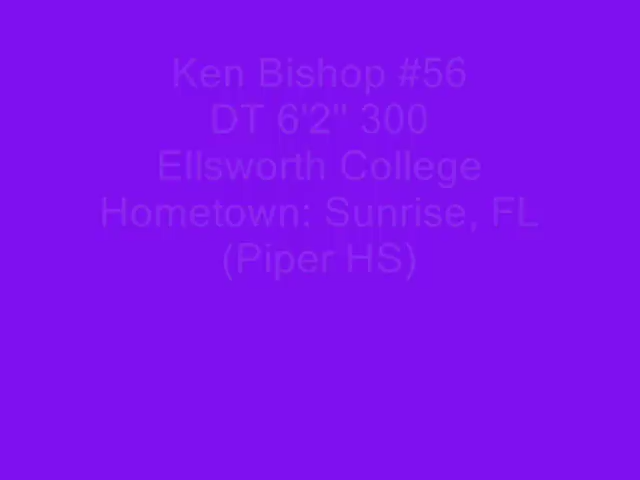 Ken Bishop #56
DT 6'2" 300
Ellsworth College
Hometown: Sunrise, FL
(Piper HS)